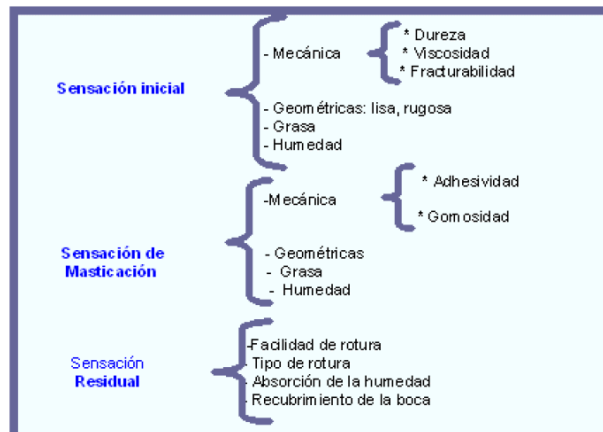 Sensación inicial
- Mecánica
* Dureza
* Viscosidad
* Fracturabilidad
- Geométricas: lisa, rugosa
- Grasa
- Humedad
Sensación de
Masticación
-Mecánica
* Adhesividad
* Gomosidad
- Geométricas
- Grasa
- Humedad
Sensación
Residual
-Facilidad de rotura
- Tipo de rotura
- Absorción de la humedad
- Recubrimiento de la boca